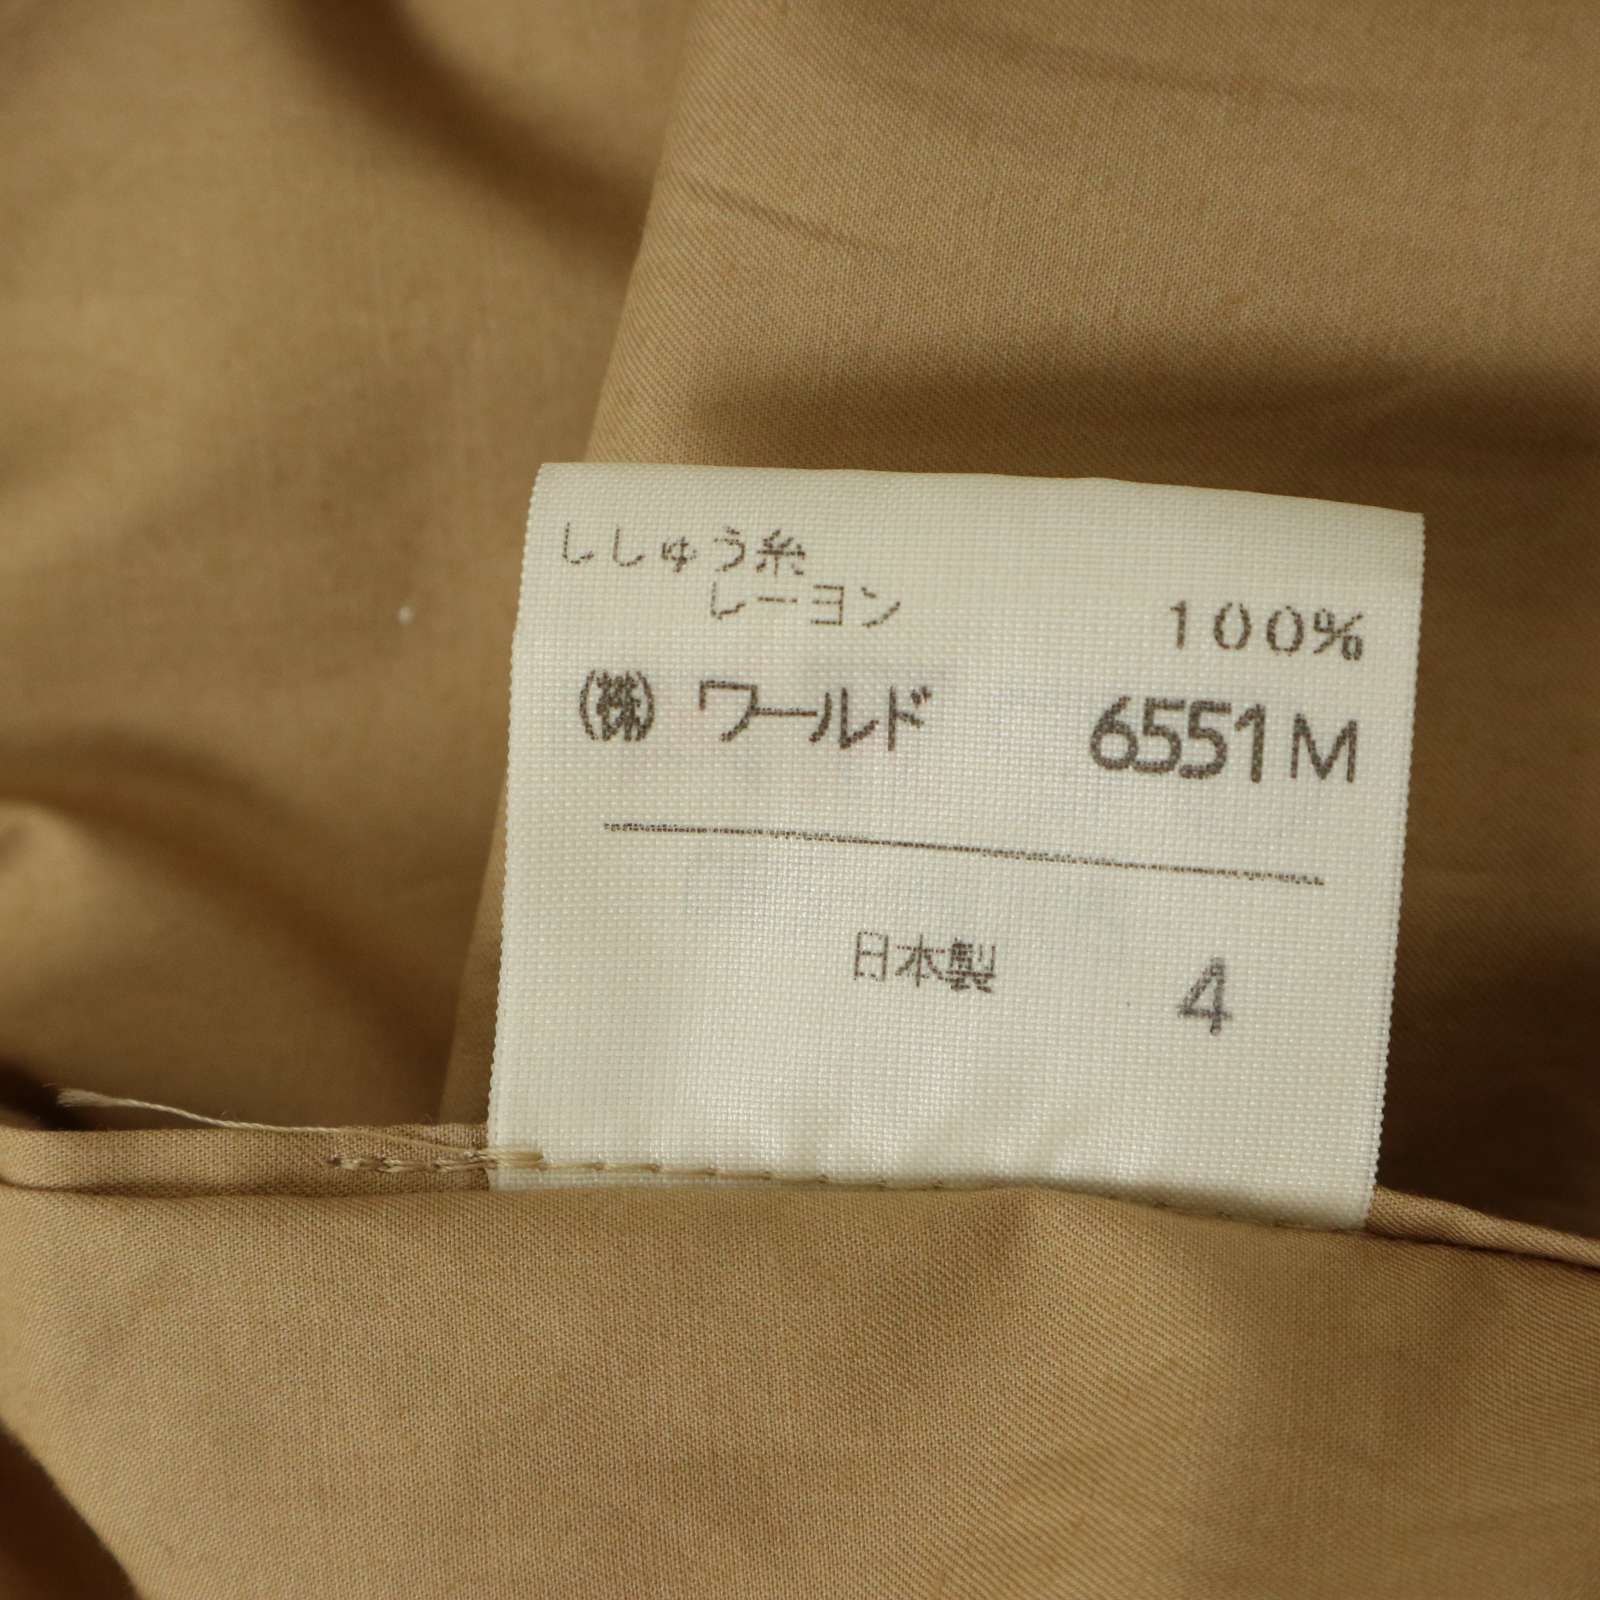 ししゅう糸
レーヨン 100%
(株) ワールド 6551M
日本製 4